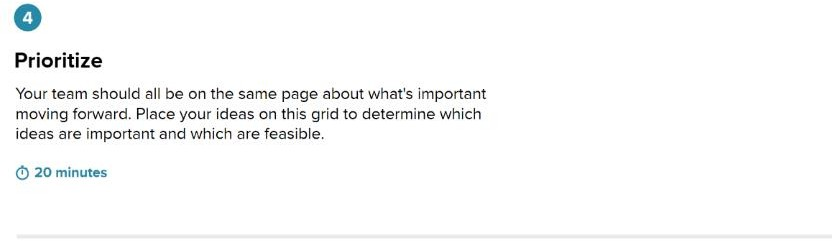 4
Prioritize
Your team should all be on the same page about what's important
moving forward. Place your ideas on this grid to determine which
ideas are important and which are feasible.
20 minutes